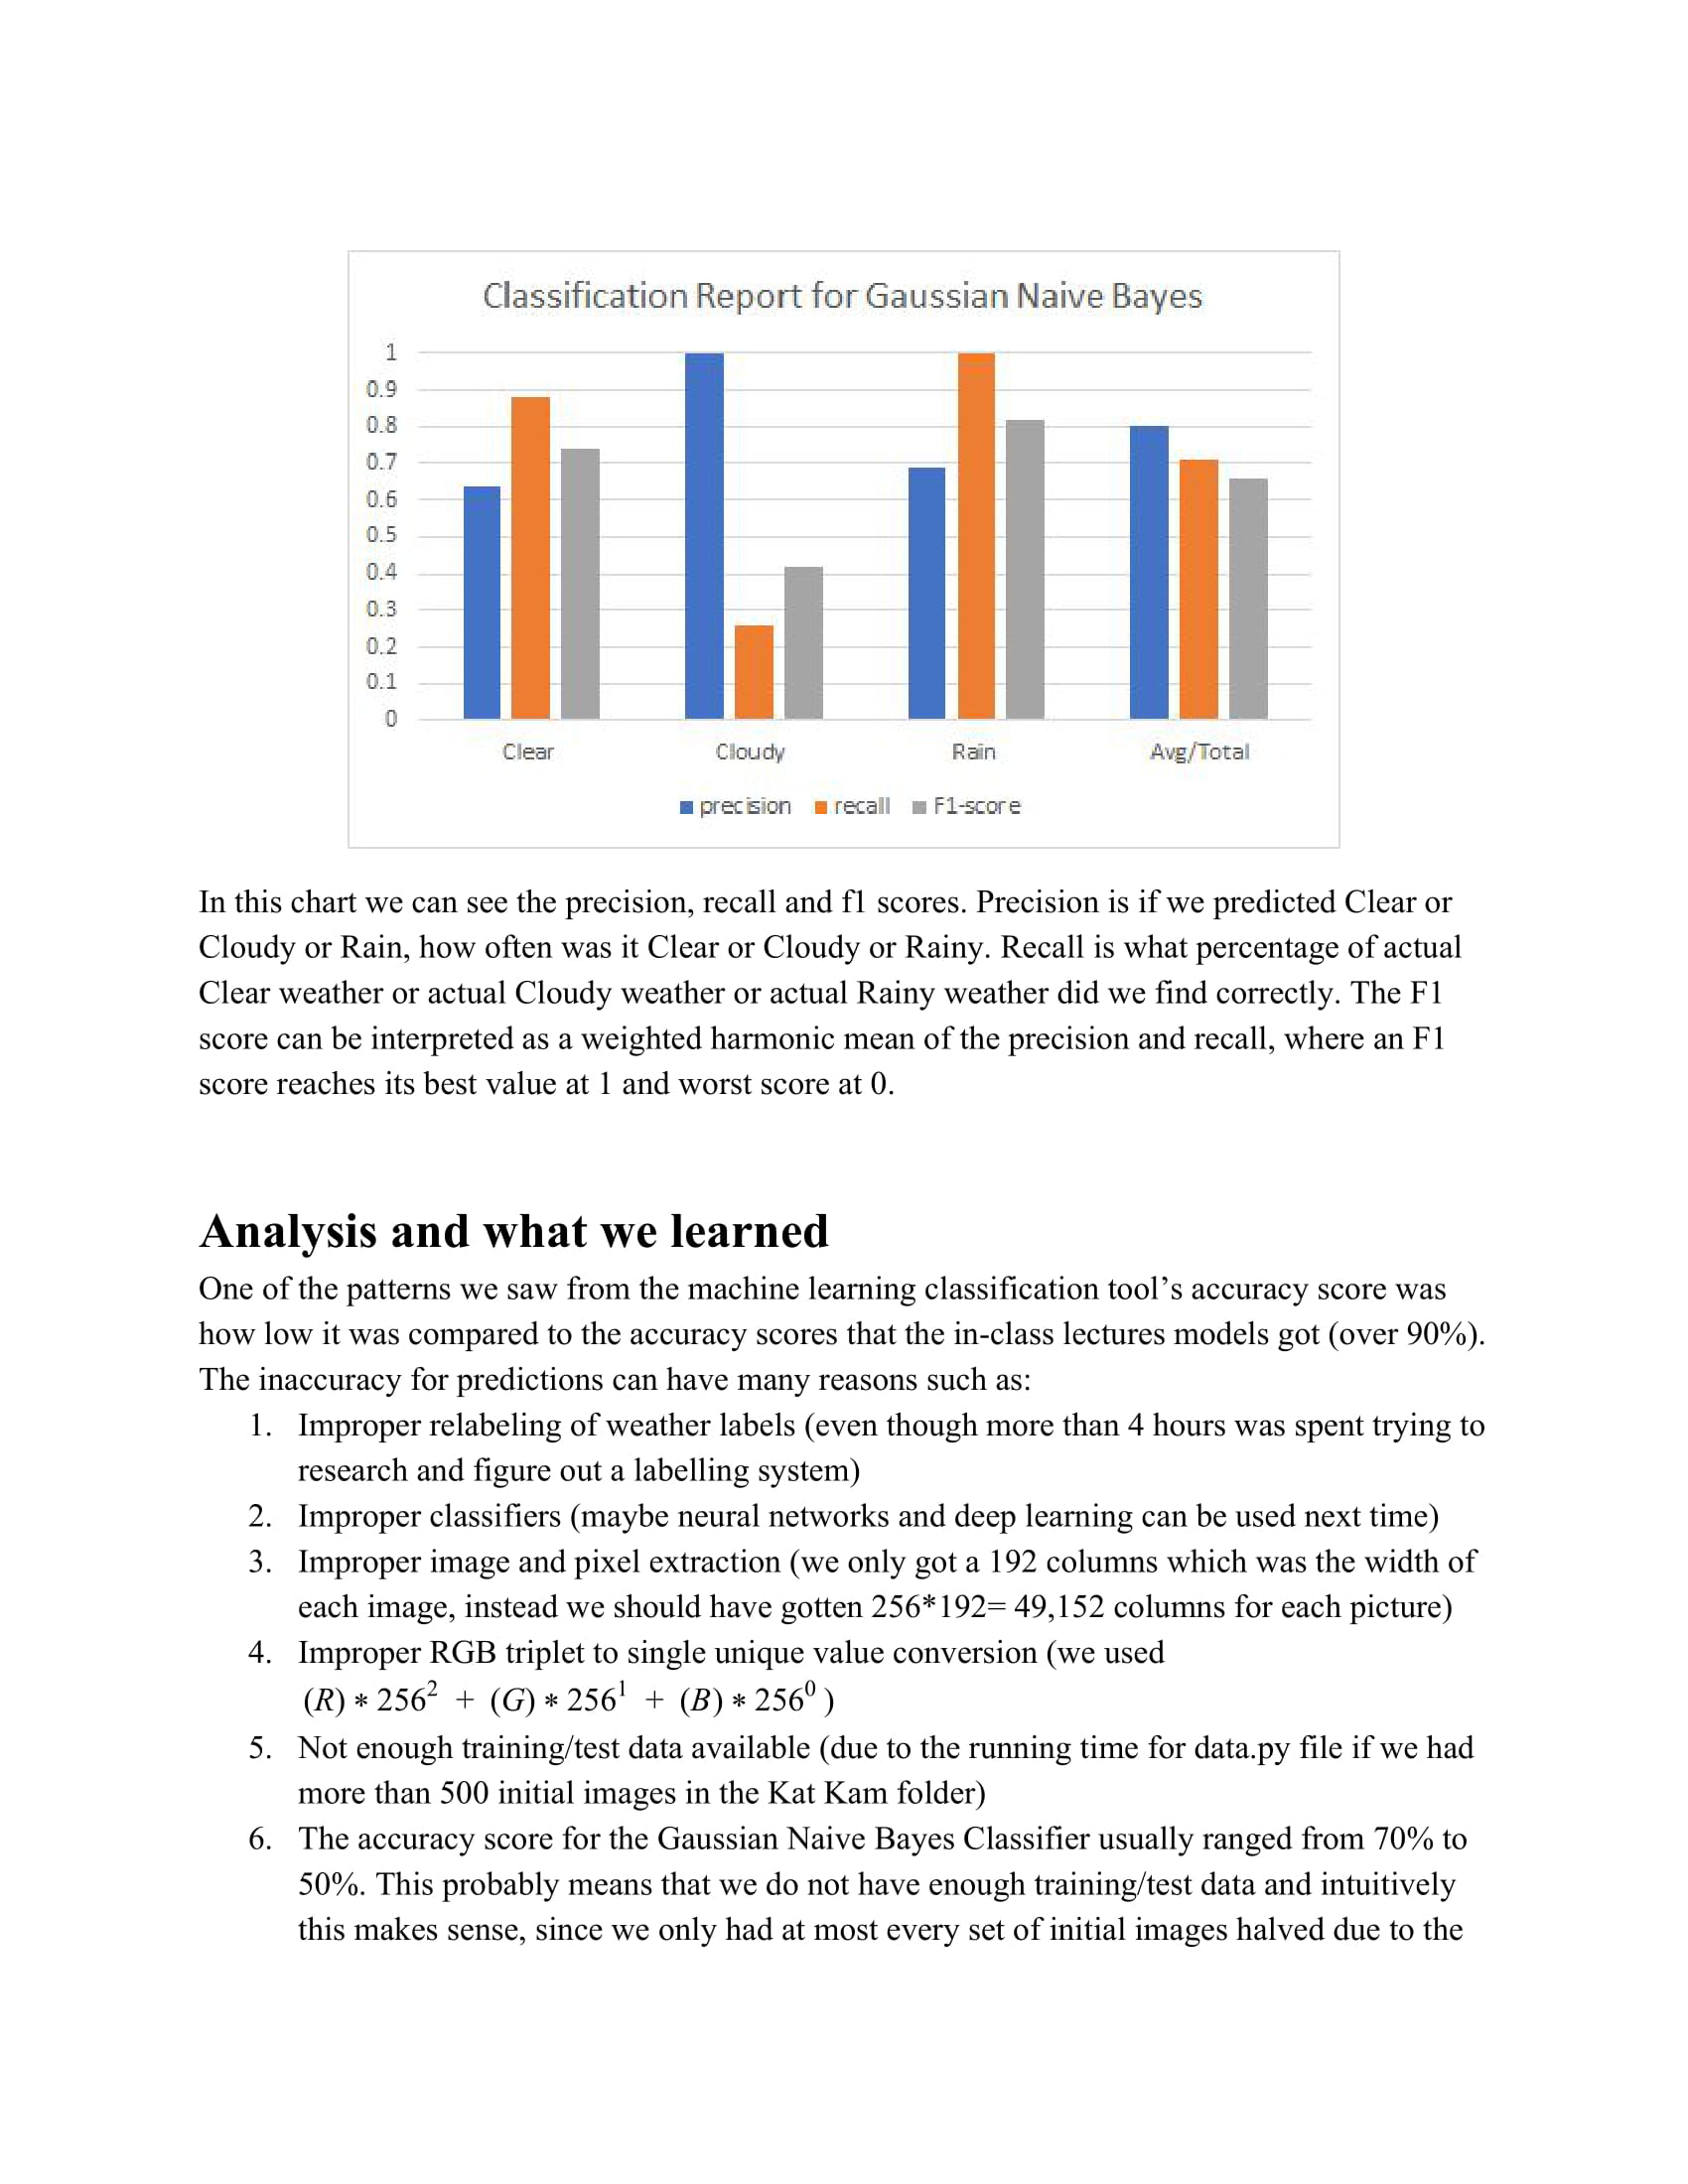 Classification Report for Gaussian Naive Bayes
1
0.9
0.8
0.7
0.6
0.5
0.4
0.3
0.2
0.1
0
Clear Cloudy Rain Avg/Total
precision recall F1-score
In this chart we can see the precision, recall and f1 scores. Precision is if we predicted Clear or
Cloudy or Rain, how often was it Clear or Cloudy or Rainy. Recall is what percentage of actual
Clear weather or actual Cloudy weather or actual Rainy weather did we find correctly. The F1
score can be interpreted as a weighted harmonic mean of the precision and recall, where an F1
score reaches its best value at 1 and worst score at 0.
Analysis and what we learned
One of the patterns we saw from the machine learning classification tool’s accuracy score was
how low it was compared to the accuracy scores that the in-class lectures models got (over 90%).
The inaccuracy for predictions can have many reasons such as:
1. Improper relabeling of weather labels (even though more than 4 hours was spent trying to
research and figure out a labelling system)
2. Improper classifiers (maybe neural networks and deep learning can be used next time)
3. Improper image and pixel extraction (we only got a 192 columns which was the width of
each image, instead we should have gotten 256*192= 49,152 columns for each picture)
4. Improper RGB triplet to single unique value conversion (we used
(R) ∗ 256² + (G) ∗ 256¹ + (B) ∗ 256⁰ )
5. Not enough training/test data available (due to the running time for data.py file if we had
more than 500 initial images in the Kat Kam folder)
6. The accuracy score for the Gaussian Naive Bayes Classifier usually ranged from 70% to
50%. This probably means that we do not have enough training/test data and intuitively
this makes sense, since we only had at most every set of initial images halved due to the